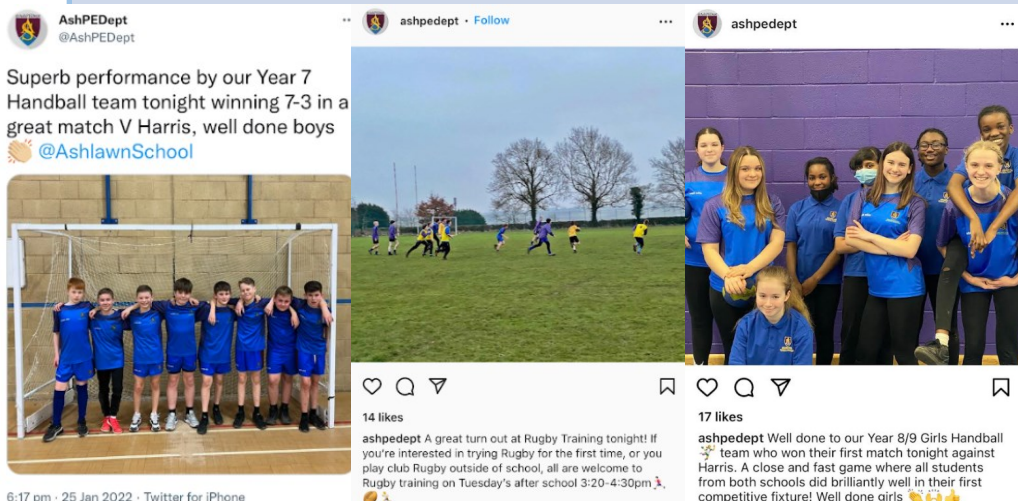 AshPEDept
@AshPEDept
Superb performance by our Year 7
Handball team tonight winning 7-3 in a
great match V Harris, well done boys
👏🏻 @AshlawnSchool
6:17 pm · 25 Jan 2022 · Twitter for iPhone
ashpedept · Follow
14 likes
ashpedept A great turn out at Rugby Training tonight! If
you're interested in trying Rugby for the first time, or you
play club Rugby outside of school, all are welcome to
Rugby training on Tuesday's after school 3:20-4:30pm
ashpedept
17 likes
ashpedept Well done to our Year 8/9 Girls Handball
team who won their first match tonight against
Harris. A close and fast game where all students
from both schools did brilliantly well in their first
competitive fixture! Well done girls